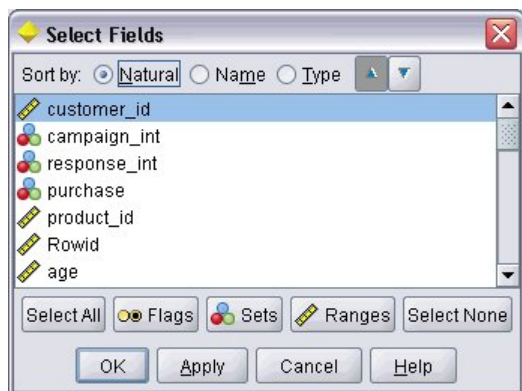 Select Fields
Sort by: Natural Name Type
customer_id
campaign_int
response_int
purchase
product_id
Rowid
age
Select All Flags Sets Ranges Select None
OK Apply Cancel Help